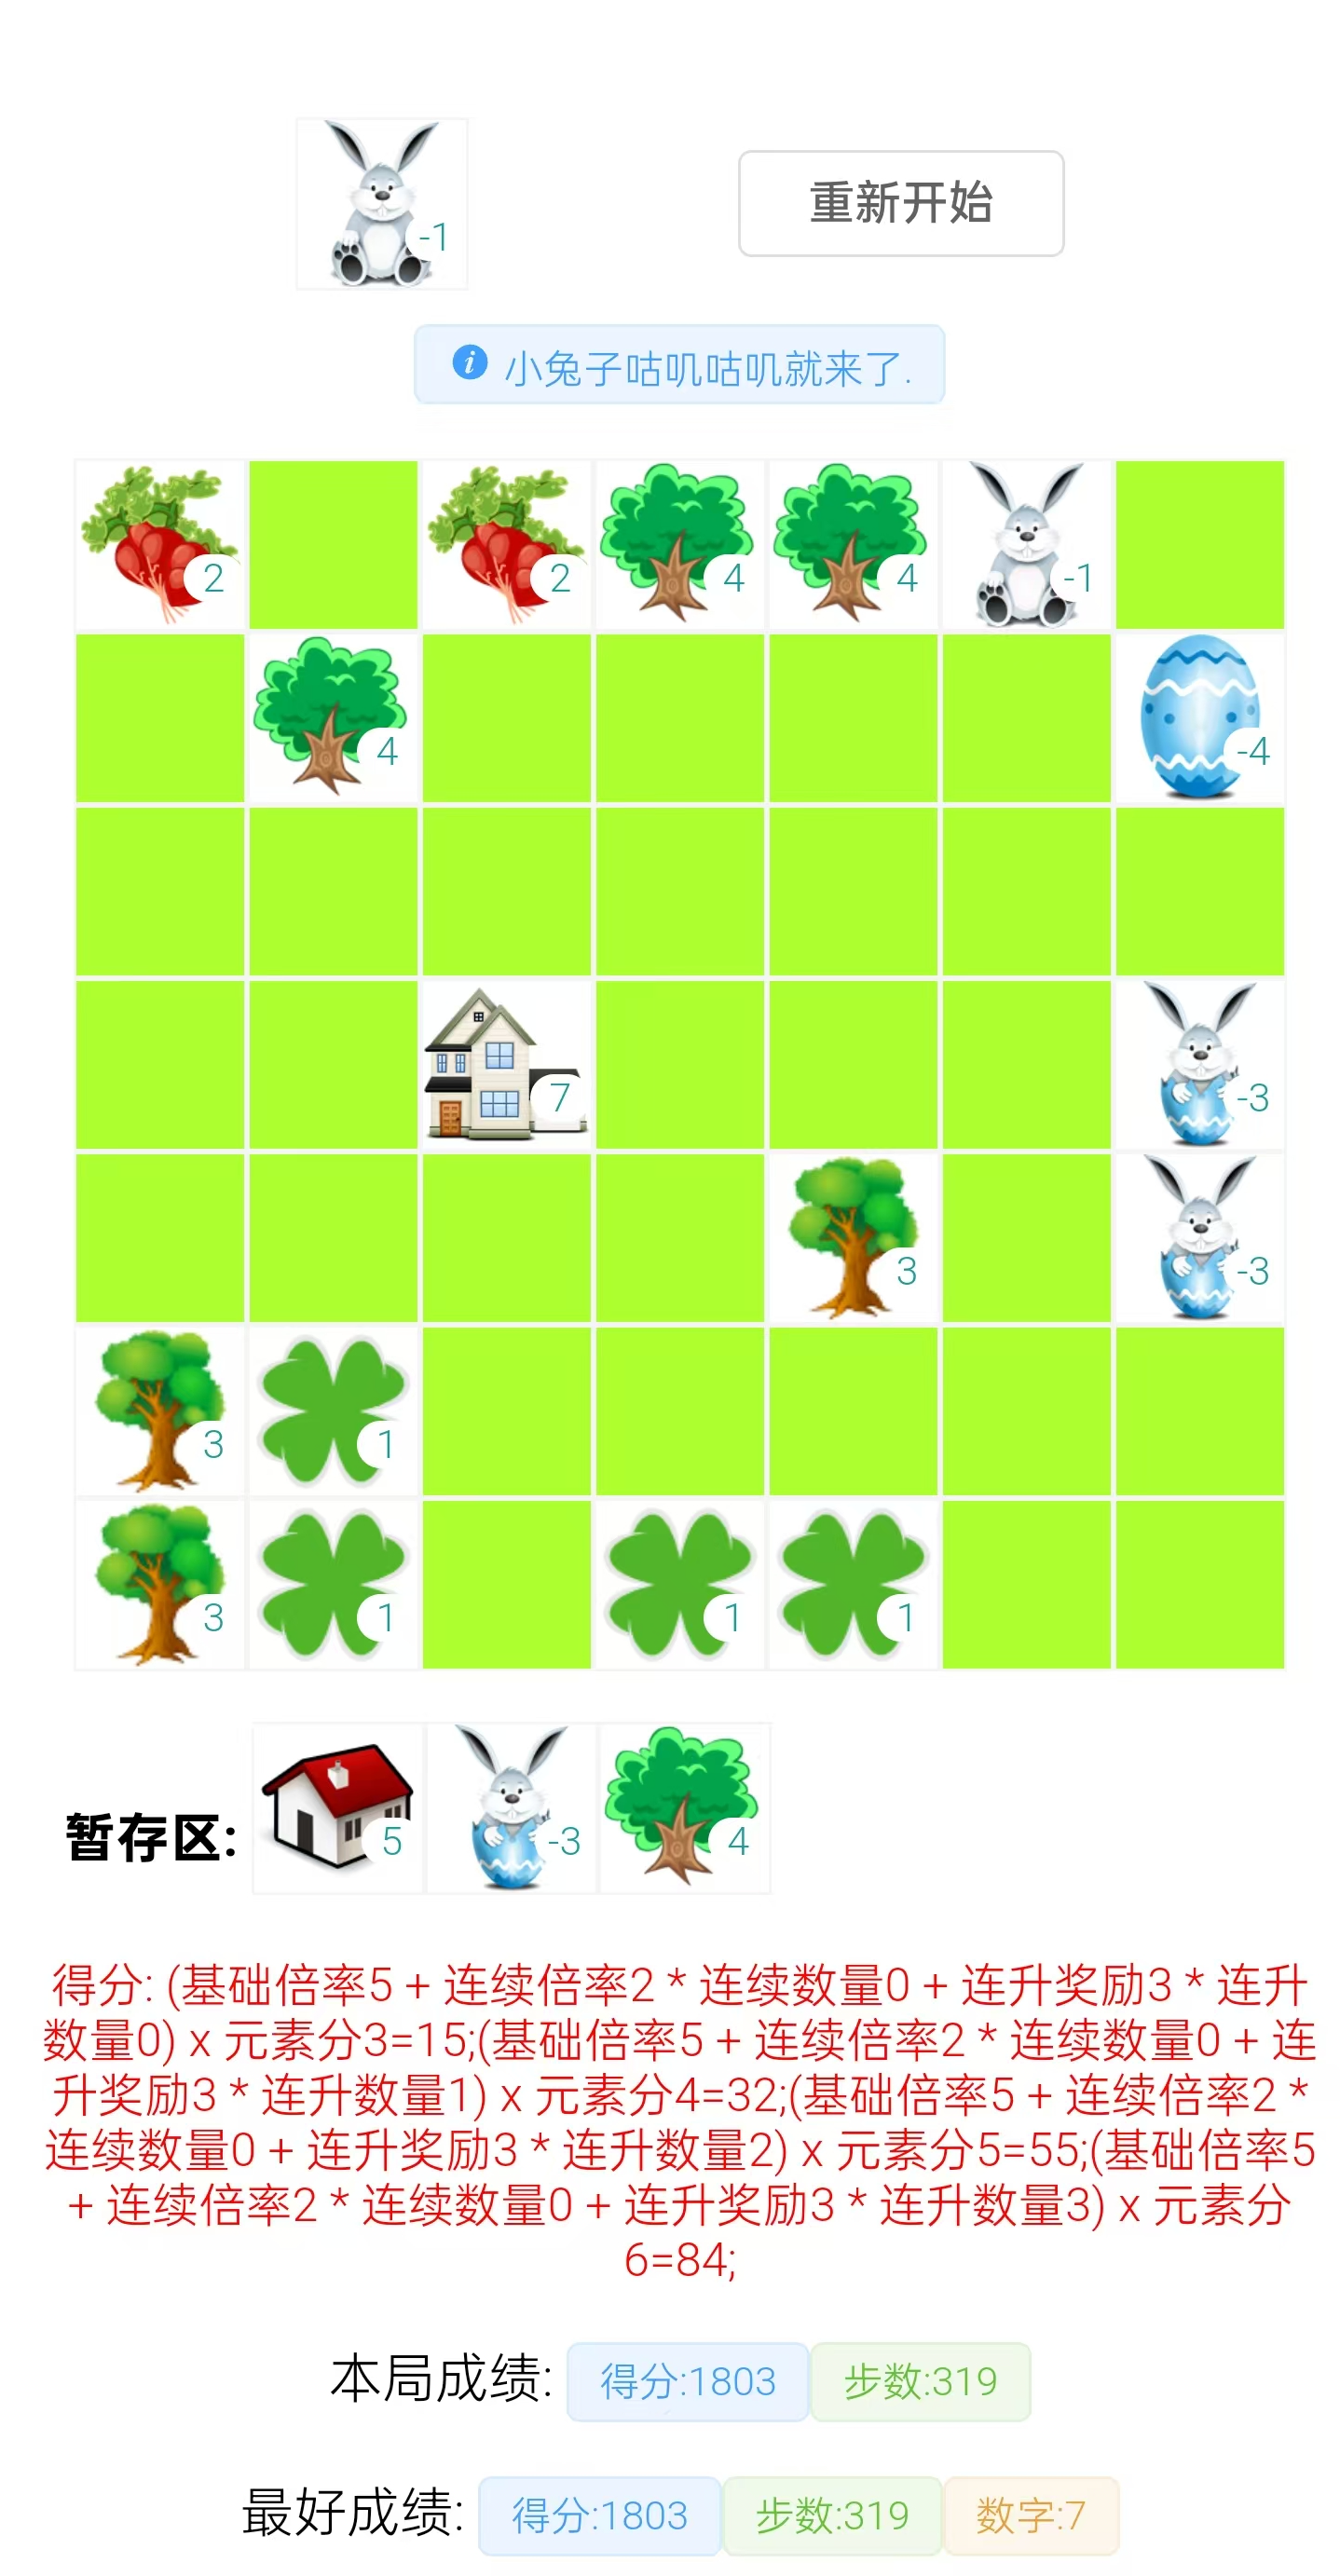 -1
重新开始
小兔子咕叽咕叽就来了.
2 2 4 4 -1
4 -4
7 -3
3 -3
3 1
3 1 1 1
暂存区: 5 -3 4
得分: (基础倍率5 + 连续倍率2 * 连续数量0 + 连升奖励3 * 连升
数量0) x 元素分3=15;(基础倍率5 + 连续倍率2 * 连续数量0 + 连
升奖励3 * 连升数量1) x 元素分4=32;(基础倍率5 + 连续倍率2 *
连续数量0 + 连升奖励3 * 连升数量2) x 元素分5=55;(基础倍率5
+ 连续倍率2 * 连续数量0 + 连升奖励3 * 连升数量3) x 元素分
6=84;
本局成绩: 得分:1803 步数:319
最好成绩: 得分:1803 步数:319 数字:7